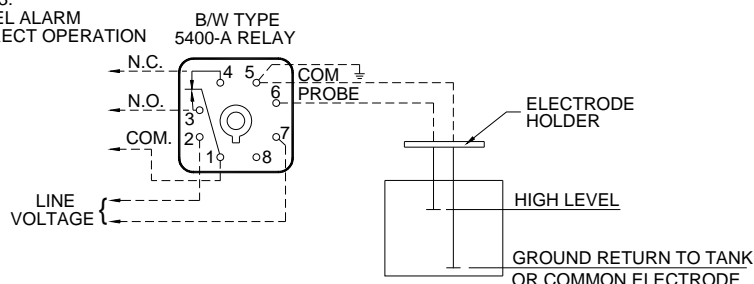 EL ALARM
RECT OPERATION
B/W TYPE
5400-A RELAY
N.C.
4
5
COM
PROBE
6
N.O.
3
2
7
COM.
1
8
ELECTRODE
HOLDER
LINE
VOLTAGE
HIGH LEVEL
GROUND RETURN TO TANK
OR COMMON ELECTRODE